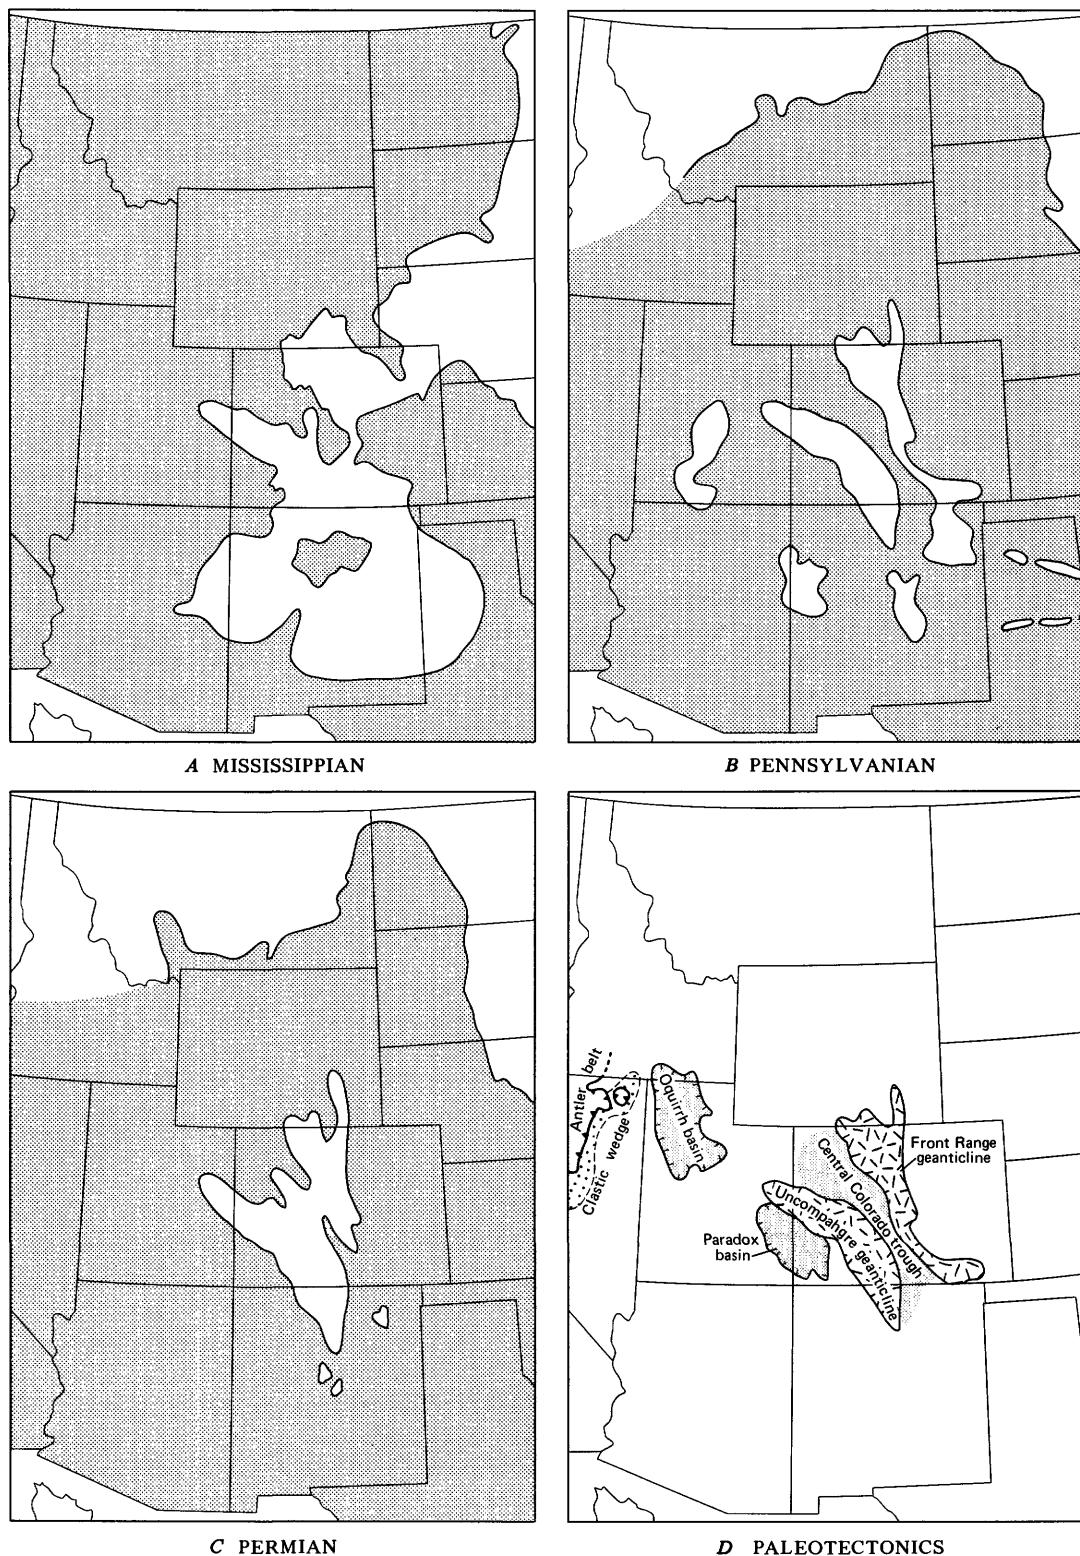 A MISSISSIPPIAN
B PENNSYLVANIAN
Antler belt
Clastic wedge
Oquirrh basin
Front Range
geanticline
Central Colorado trough
Uncompahgre geanticline
Paradox
basin
C PERMIAN
D PALEOTECTONICS